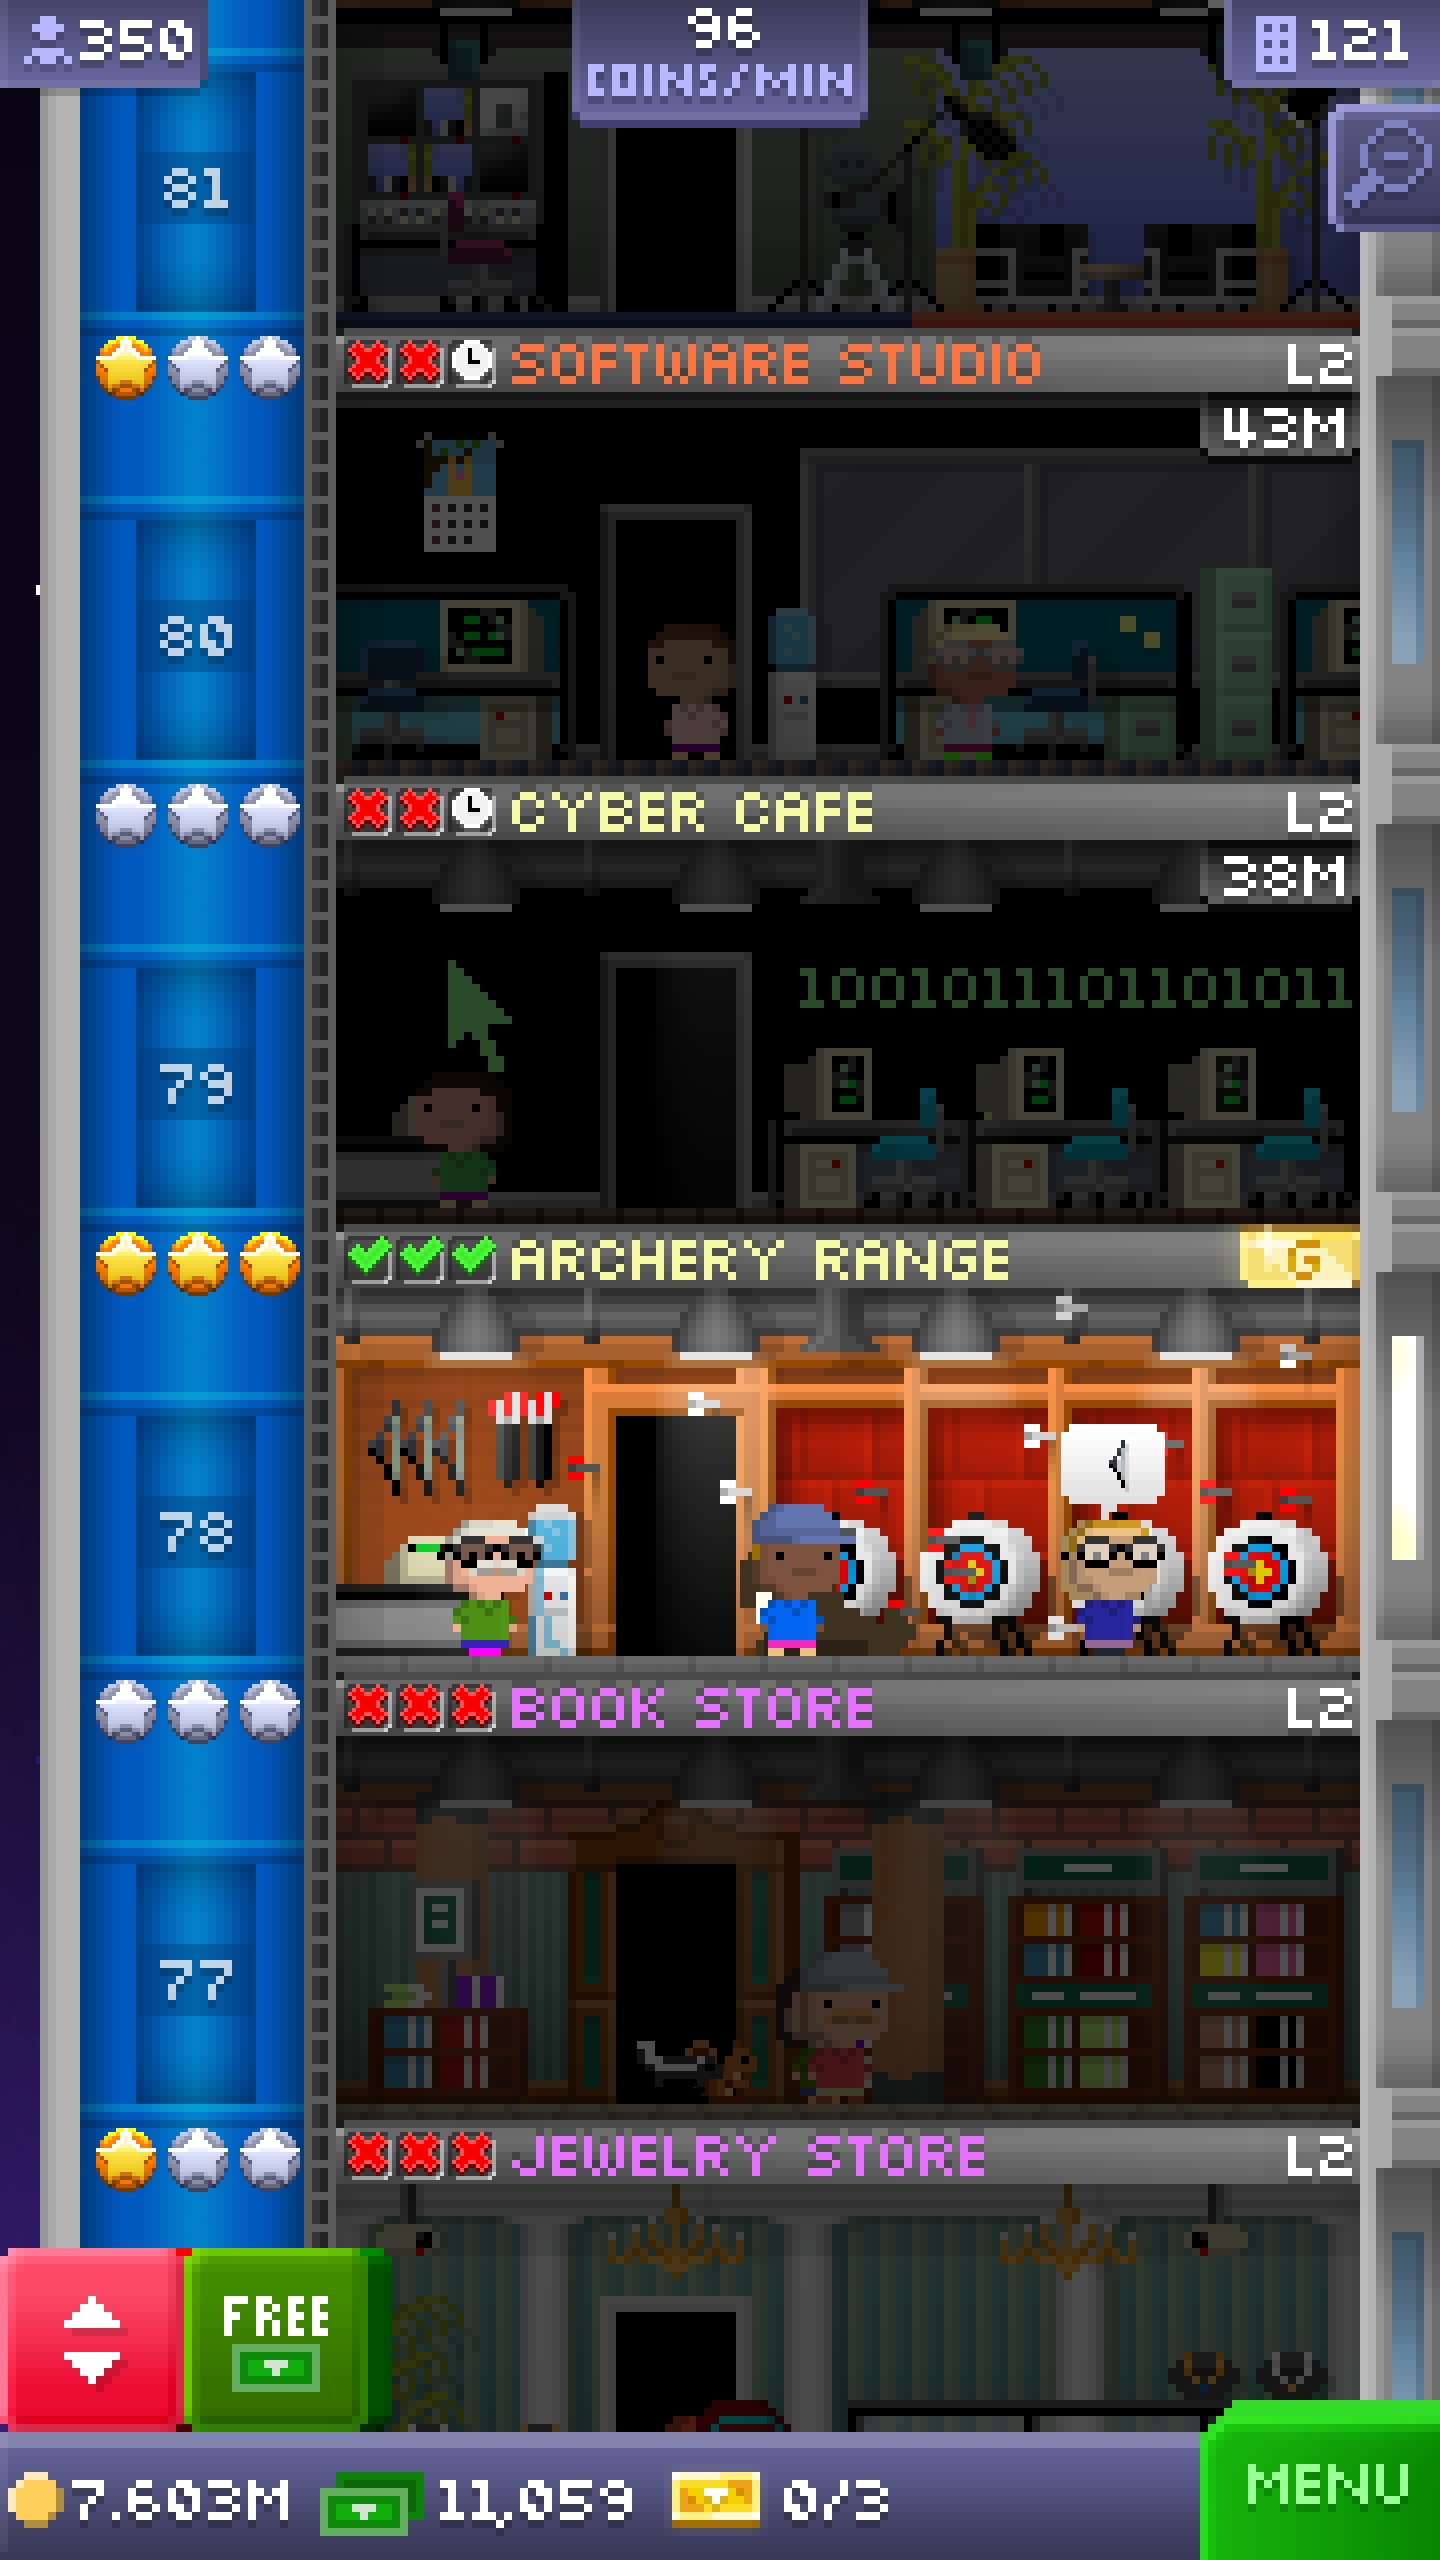 350
96
COINS/MIN
121
81
SOFTWARE STUDIO L2
43M
80
CYBER CAFE L2
38M
1001011101101011
79
ARCHERY RANGE G
78
BOOK STORE L2
77
JEWELRY STORE L2
FREE
7.603M 11,059 0/3
MENU